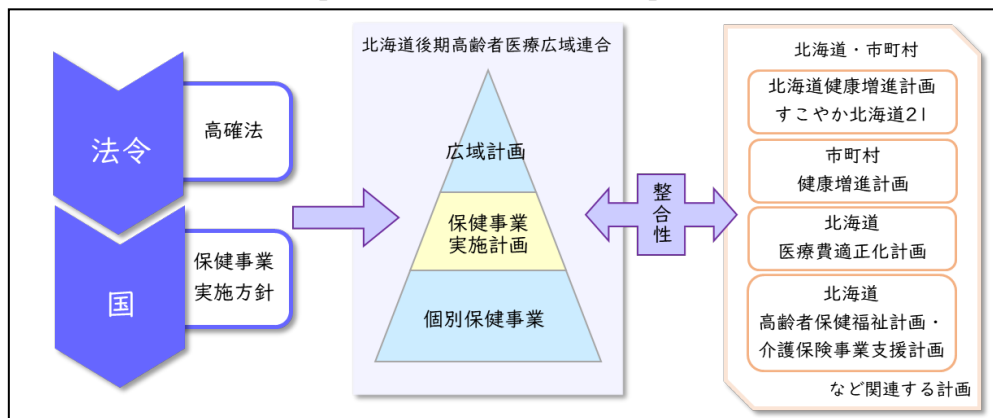 法令
高確法
国
保健事業
実施方針
北海道後期高齢者医療広域連合
広域計画
保健事業
実施計画
個別保健事業
整合性
北海道・市町村
北海道健康増進計画
すこやか北海道21
市町村
健康増進計画
北海道
医療費適正化計画
北海道
高齢者保健福祉計画・
介護保険事業支援計画
など関連する計画